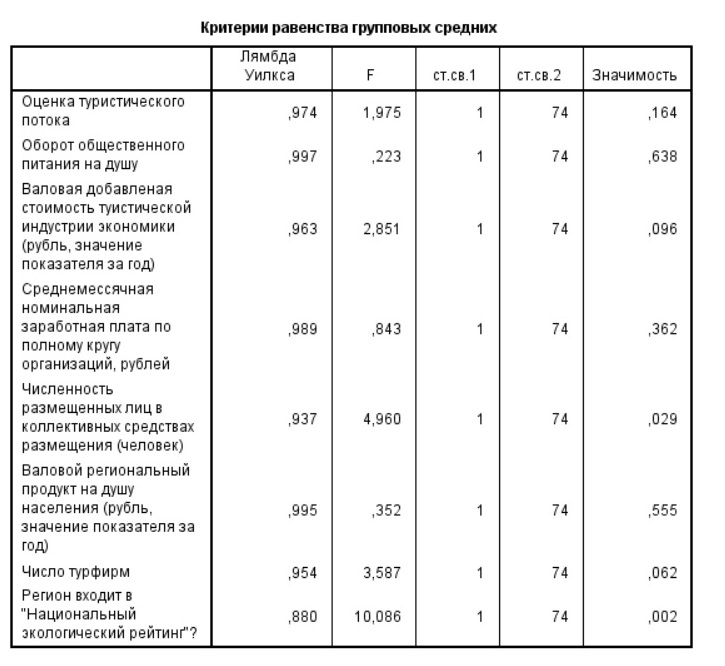 Критерии равенства групповых средних
Лямбда
Уилкса F ст.св.1 ст.св.2 Значимость
Оценка туристического
потока ,974 1,975 1 74 ,164
Оборот общественного
питания на душу ,997 ,223 1 74 ,638
Валовая добавленая
стоимость туистической
индустрии экономики
(рубль, значение
показателя за год) ,963 2,851 1 74 ,096
Среднемессячная
номинальная
заработная плата по
полному кругу
организаций, рублей ,989 ,843 1 74 ,362
Численность
размещенных лиц в
коллективных средствах
размещения (человек) ,937 4,960 1 74 ,029
Валовой региональный
продукт на душу
населения (рубль,
значение показателя за
год) ,995 ,352 1 74 ,555
Число турфирм ,954 3,587 1 74 ,062
Регион входит в
"Национальный
экологический рейтинг"? ,880 10,086 1 74 ,002